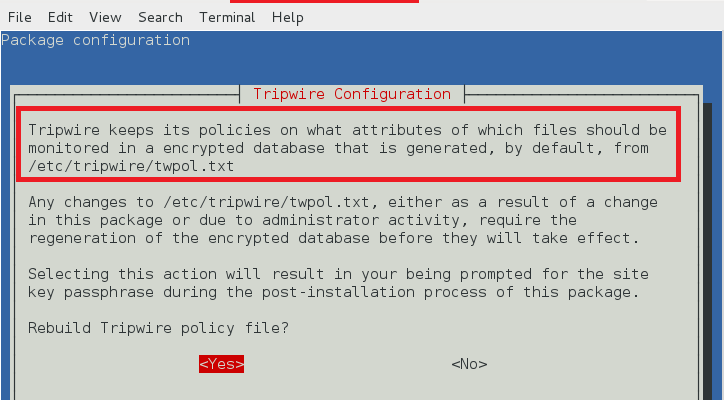 File Edit View Search Terminal Help
Package configuration
Tripwire Configuration
Tripwire keeps its policies on what attributes of which files should be
monitored in a encrypted database that is generated, by default, from
/etc/tripwire/twpol.txt
Any changes to /etc/tripwire/twpol.txt, either as a result of a change
in this package or due to administrator activity, require the
regeneration of the encrypted database before they will take effect.
Selecting this action will result in your being prompted for the site
key passphrase during the post-installation process of this package.
Rebuild Tripwire policy file?
<Yes> <No>